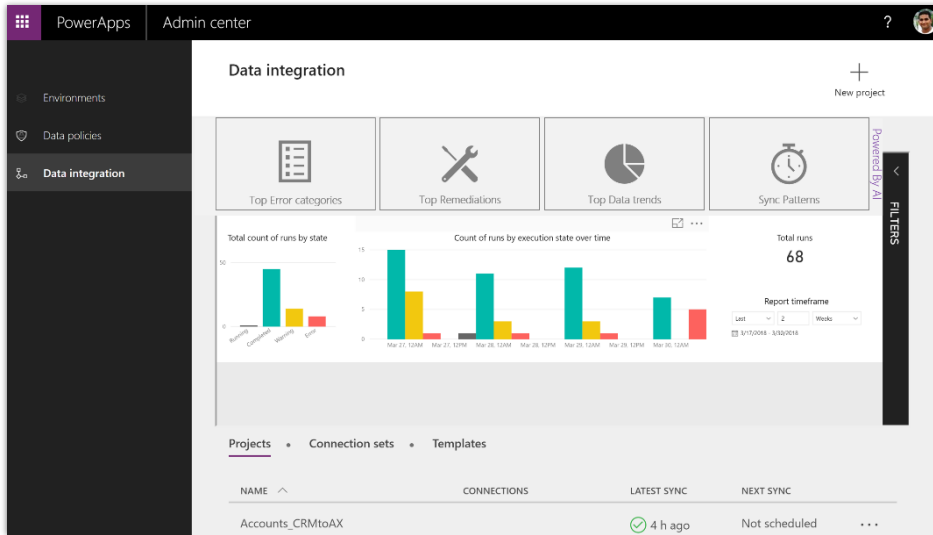 PowerApps Admin center ?
Environments
Data policies
Data integration
Data integration
New project
Top Error categories
Top Remediations
Top Data trends
Sync Patterns
Powered By AI
FILTERS
Total count of runs by state
50
0
Running
Completed
Warning
Error
Count of runs by execution state over time
15
10
5
0
Mar 27, 12AM Mar 27, 12PM Mar 28, 12AM Mar 28, 12PM Mar 29, 12AM Mar 29, 12PM Mar 30, 12AM
Total runs
68
Report timeframe
Last 2 Weeks
Projects • Connection sets • Templates
NAME CONNECTIONS LATEST SYNC NEXT SYNC
Accounts_CRMtoAX 4 h ago Not scheduled ...